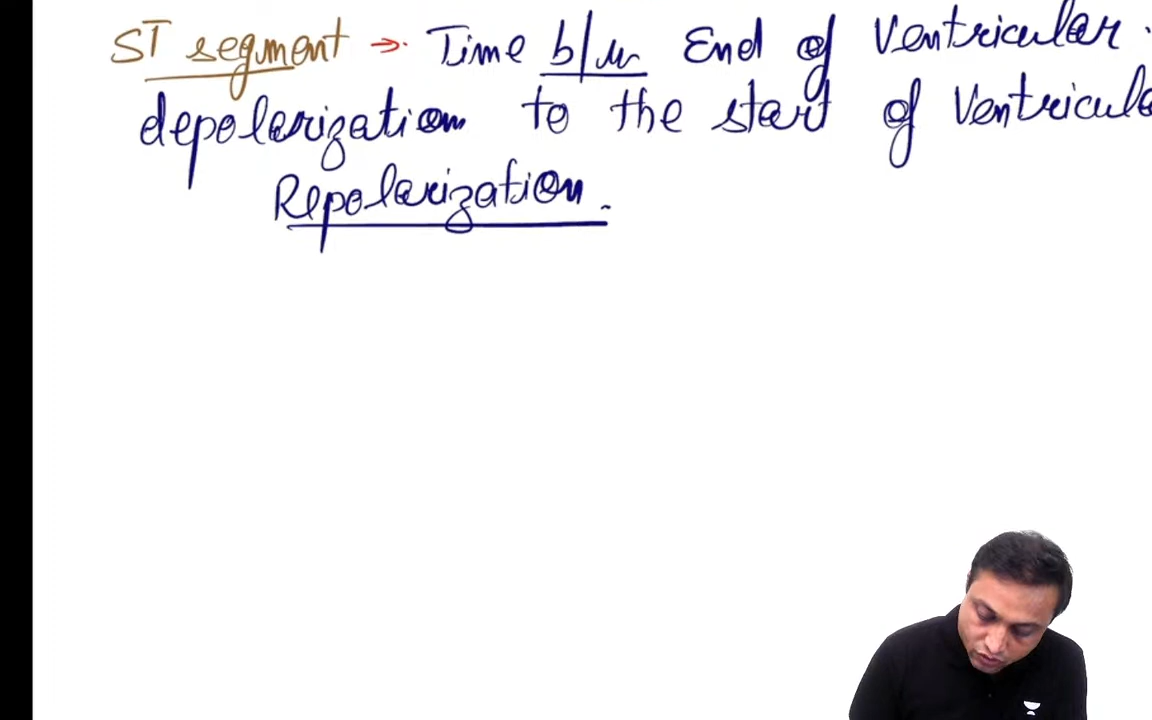 ST segment → Time b/w End of Ventricular
depolarization to the start of Ventricula
Repolarization.